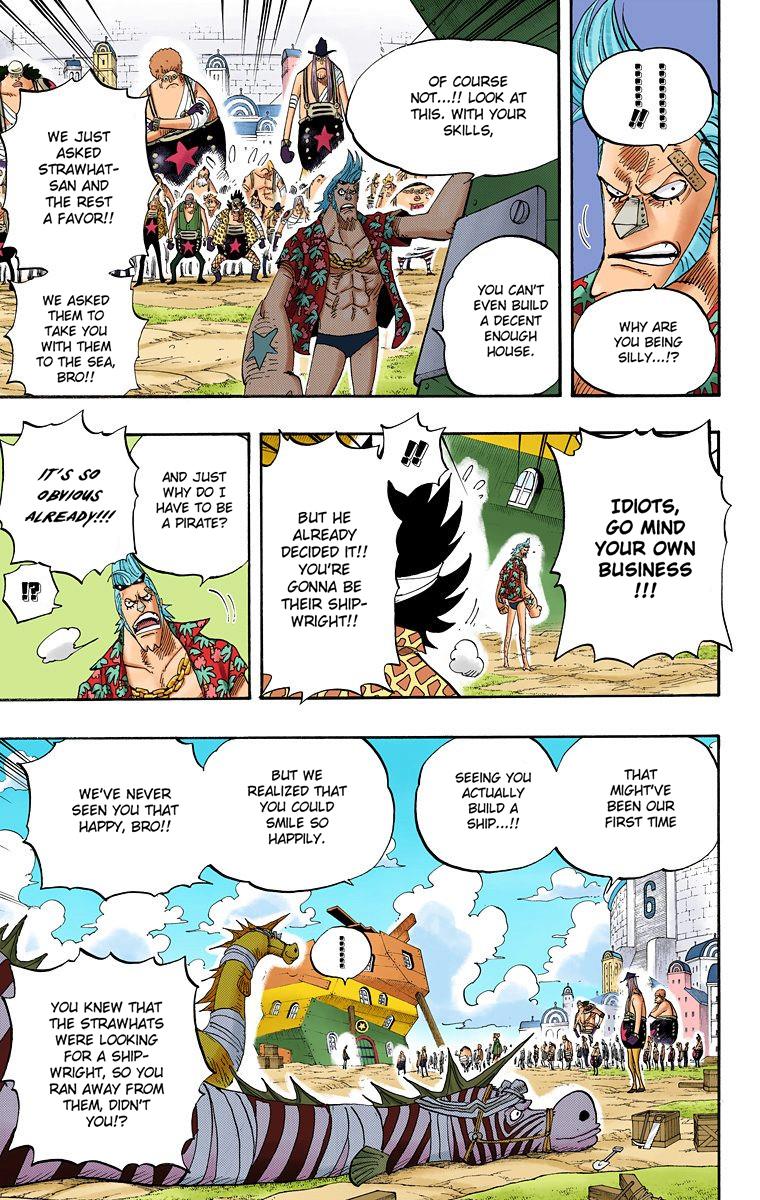 !!
WHY ARE
YOU BEING
SILLY...!?
OF COURSE
NOT...!! LOOK AT
THIS. WITH YOUR
SKILLS,
YOU CAN'T
EVEN BUILD
A DECENT
ENOUGH
HOUSE.
WE JUST
ASKED
STRAWHAT-
SAN AND
THE REST
A FAVOR!!
WE ASKED
THEM TO
TAKE YOU
WITH THEM
TO THE SEA,
BRO!!
IDIOTS,
GO MIND
YOUR OWN
BUSINESS
!!!
!!
BUT HE
ALREADY
DECIDED IT!!
YOU'RE
GONNA BE
THEIR SHIP-
WRIGHT!!
AND JUST
WHY DO I
HAVE TO BE
A PIRATE?
IT'S SO
OBVIOUS
ALREADY!!!
!?
THAT
MIGHT'VE
BEEN OUR
FIRST TIME
SEEING YOU
ACTUALLY
BUILD A
SHIP...!!
BUT WE
REALIZED THAT
YOU COULD
SMILE SO
HAPPILY.
WE'VE NEVER
SEEN YOU THAT
HAPPY, BRO!!
6
YOU KNEW THAT
THE STRAWHATS
WERE LOOKING
FOR A SHIP-
WRIGHT, SO YOU
RAN AWAY FROM
THEM, DIDN'T
YOU!?